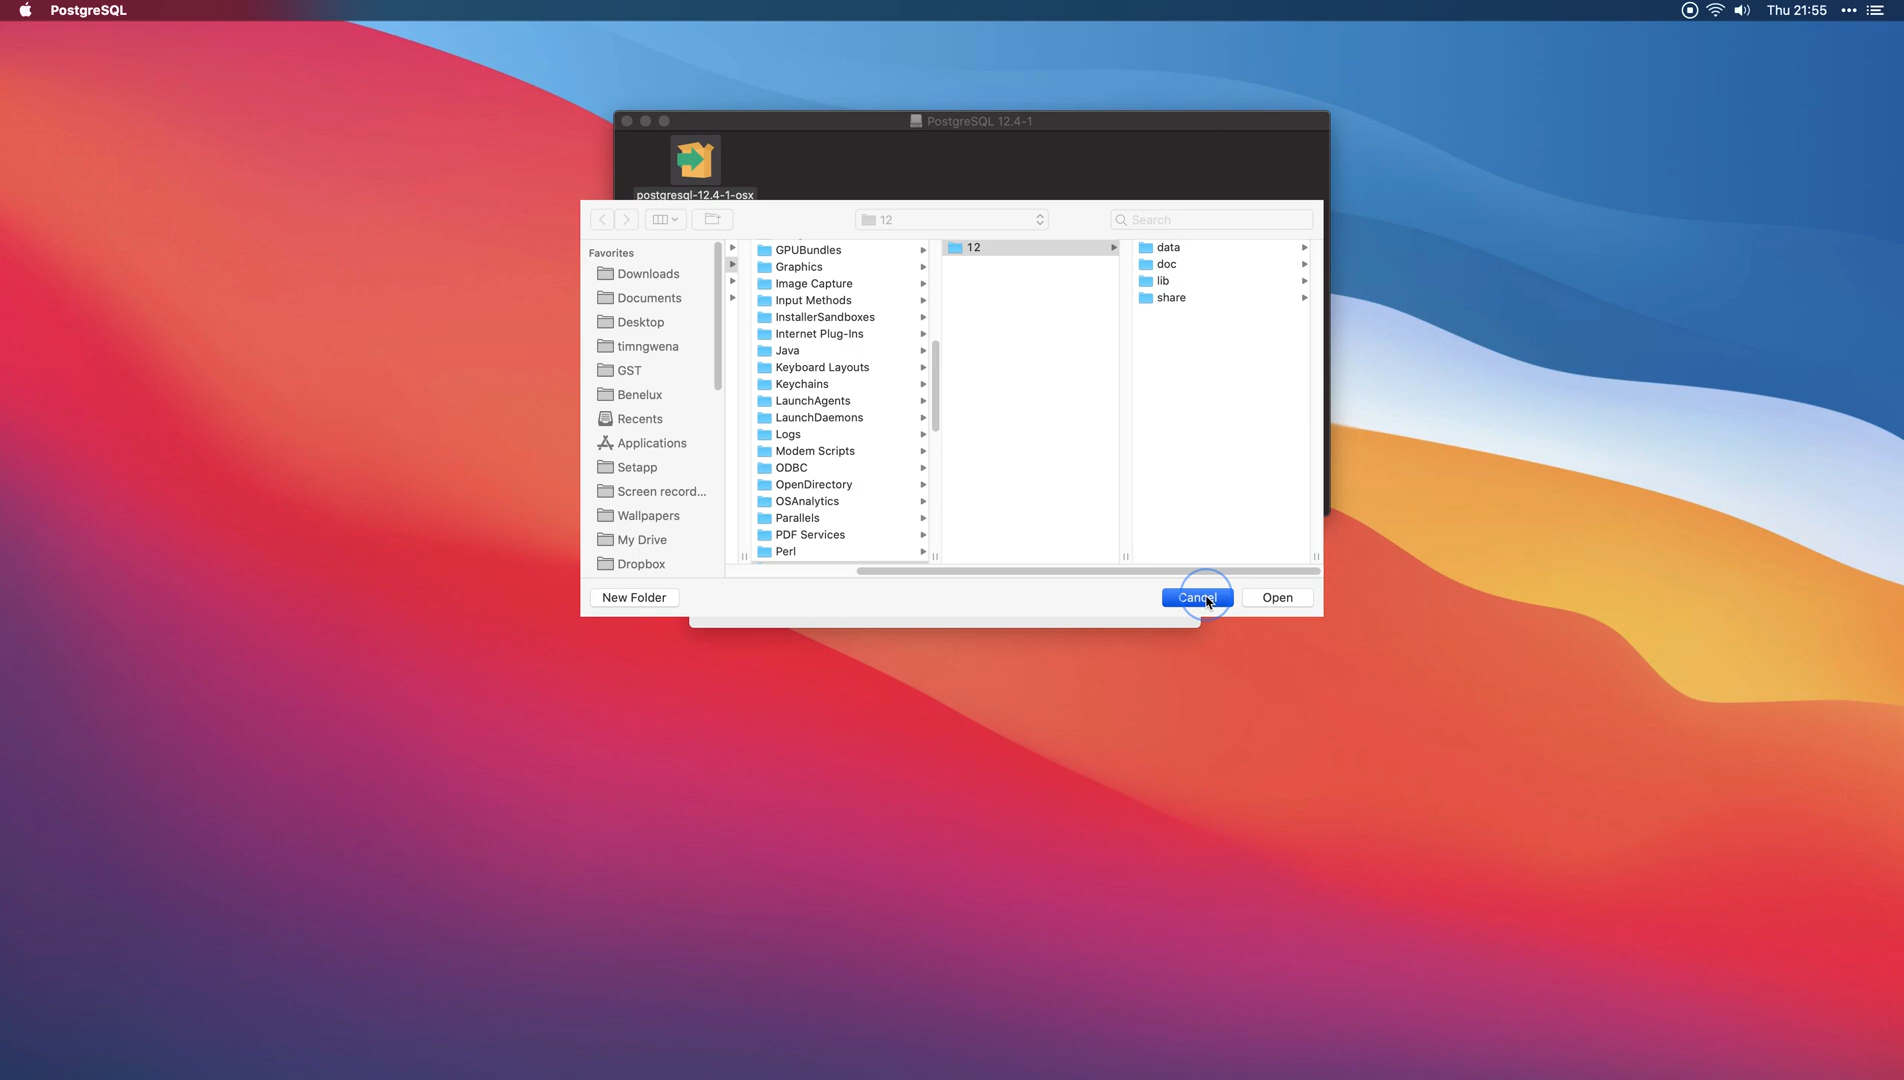 PostgreSQL
Thu 21:55
PostgreSQL 12.4-1
postgresql-12.4-1-osx
12
Search
Favorites
Downloads
Documents
Desktop
timngwena
GST
Benelux
Recents
Applications
Setapp
Screen record...
Wallpapers
My Drive
Dropbox
GPUBundles
Graphics
Image Capture
Input Methods
InstallerSandboxes
Internet Plug-Ins
Java
Keyboard Layouts
Keychains
LaunchAgents
LaunchDaemons
Logs
Modem Scripts
ODBC
OpenDirectory
OSAnalytics
Parallels
PDF Services
Perl
12
data
doc
lib
share
New Folder
Cancel
Open